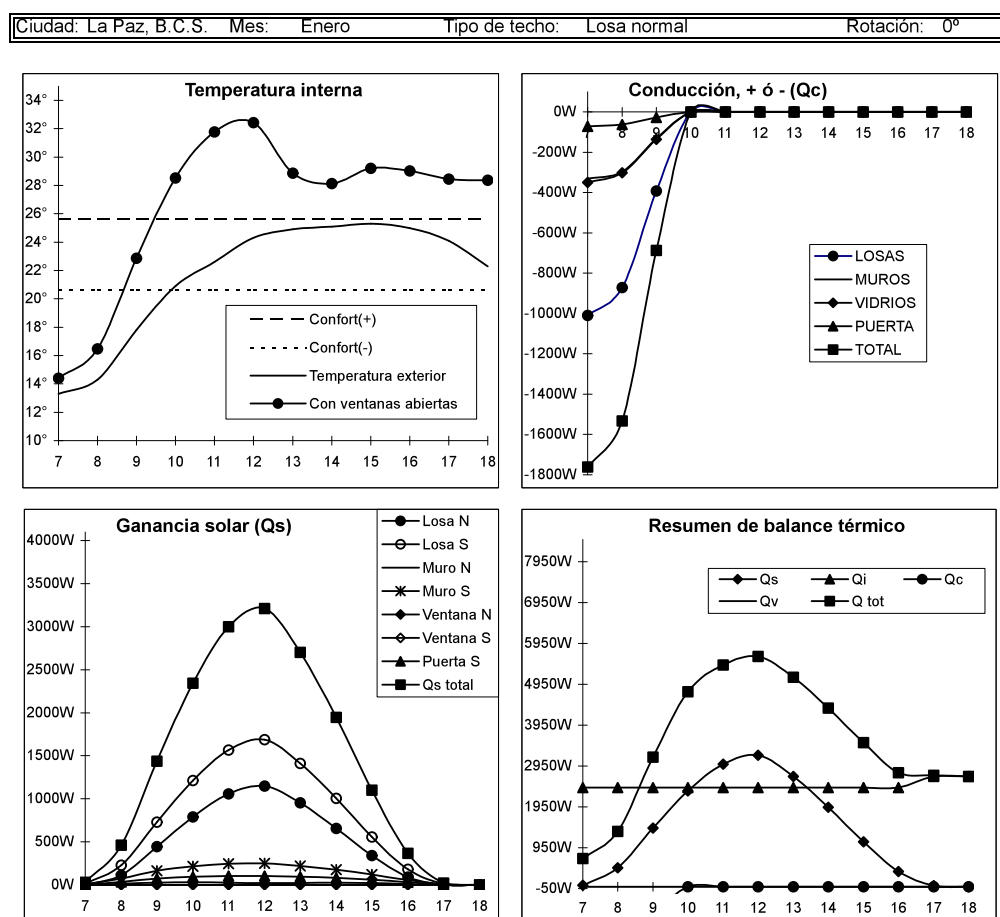 Ciudad: La Paz, B.C.S. Mes: Enero Tipo de techo: Losa normal Rotación: 0º
Temperatura interna
34°
32°
30°
28°
26°
24°
22°
20°
18°
16°
14°
12°
10°
7 8 9 10 11 12 13 14 15 16 17 18
Confort(+)
Confort(-)
Temperatura exterior
Con ventanas abiertas
Conducción, + ó - (Qc)
0W
-200W
-400W
-600W
-800W
-1000W
-1200W
-1400W
-1600W
-1800W
7 8 9 10 11 12 13 14 15 16 17 18
LOSAS
MUROS
VIDRIOS
PUERTA
TOTAL
Ganancia solar (Qs)
4000W
3500W
3000W
2500W
2000W
1500W
1000W
500W
0W
7 8 9 10 11 12 13 14 15 16 17 18
Losa N
Losa S
Muro N
Muro S
Ventana N
Ventana S
Puerta S
Qs total
Resumen de balance térmico
7950W
6950W
5950W
4950W
3950W
2950W
1950W
950W
-50W
7 8 9 10 11 12 13 14 15 16 17 18
Qs Qi Qc
Qv Q tot